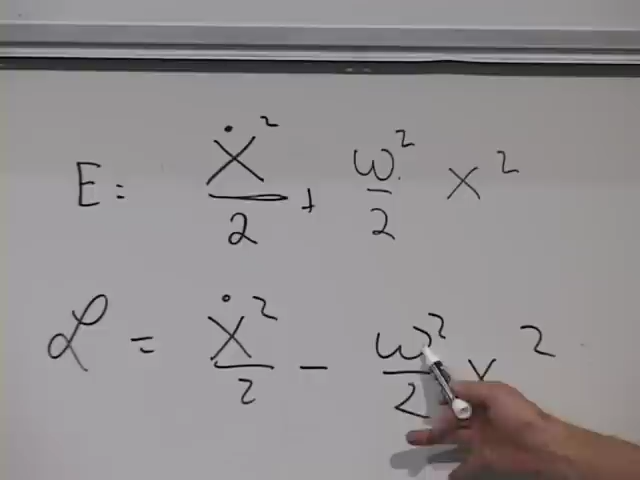 E = ẋ²/2 + ω²/2 x²
ℒ = ẋ²/2 - ω²/2 x²